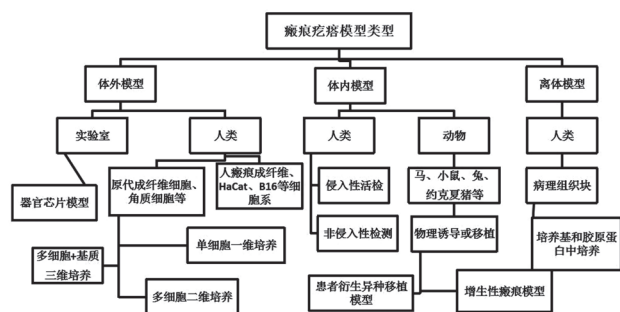 瘢痕疙瘩模型类型
体外模型
体内模型
离体模型
实验室
人类
人类
动物
人类
器官芯片模型
原代成纤维细胞、
角质细胞等
人瘢痕成纤维、
HaCat、B16等细
胞系
侵入性活检
马、小鼠、兔、
约克夏猪等
病理组织块
多细胞+基质
三维培养
单细胞一维培养
非侵入性检测
物理诱导或移植
培养基和胶原蛋
白中培养
多细胞二维培养
患者衍生异种移植
模型
增生性瘢痕模型